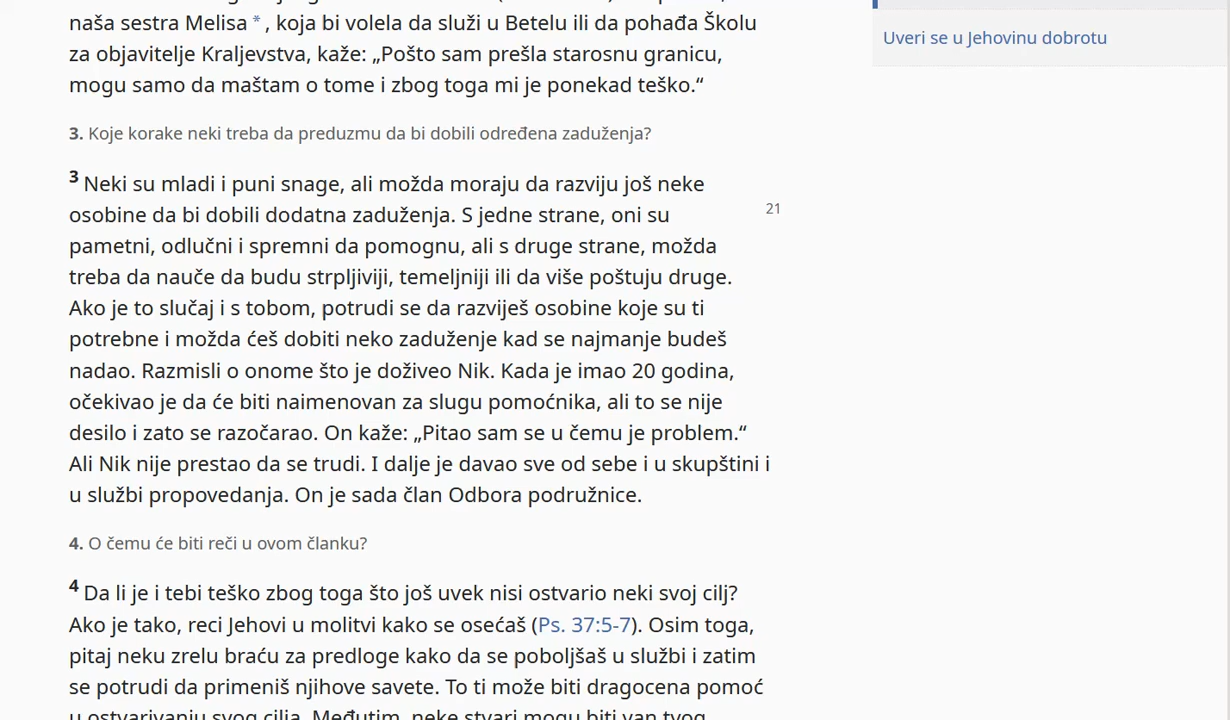 naša sestra Melisa *, koja bi volela da služi u Betelu ili da pohađa Školu
za objavitelje Kraljevstva, kaže: „Pošto sam prešla starosnu granicu,
mogu samo da maštam o tome i zbog toga mi je ponekad teško.“
3. Koje korake neki treba da preduzmu da bi dobili određena zaduženja?
3 Neki su mladi i puni snage, ali možda moraju da razviju još neke
osobine da bi dobili dodatna zaduženja. S jedne strane, oni su
21
pametni, odlučni i spremni da pomognu, ali s druge strane, možda
treba da nauče da budu strpljiviji, temeljniji ili da više poštuju druge.
Ako je to slučaj i s tobom, potrudi se da razviješ osobine koje su ti
potrebne i možda ćeš dobiti neko zaduženje kad se najmanje budeš
nadao. Razmisli o onome što je doživeo Nik. Kada je imao 20 godina,
očekivao je da će biti naimenovan za slugu pomoćnika, ali to se nije
desilo i zato se razočarao. On kaže: „Pitao sam se u čemu je problem.“
Ali Nik nije prestao da se trudi. I dalje je davao sve od sebe i u skupštini i
u službi propovedanja. On je sada član Odbora podružnice.
4. O čemu će biti reči u ovom članku?
4 Da li je i tebi teško zbog toga što još uvek nisi ostvario neki svoj cilj?
Ako je tako, reci Jehovi u molitvi kako se osećaš (Ps. 37:5-7). Osim toga,
pitaj neku zrelu braću za predloge kako da se poboljšaš u službi i zatim
se potrudi da primeniš njihove savete. To ti može biti dragocena pomoć
u ostvarivanju svog cilja. Međutim, neke stvari mogu biti van tvog
Uveri se u Jehovinu dobrotu